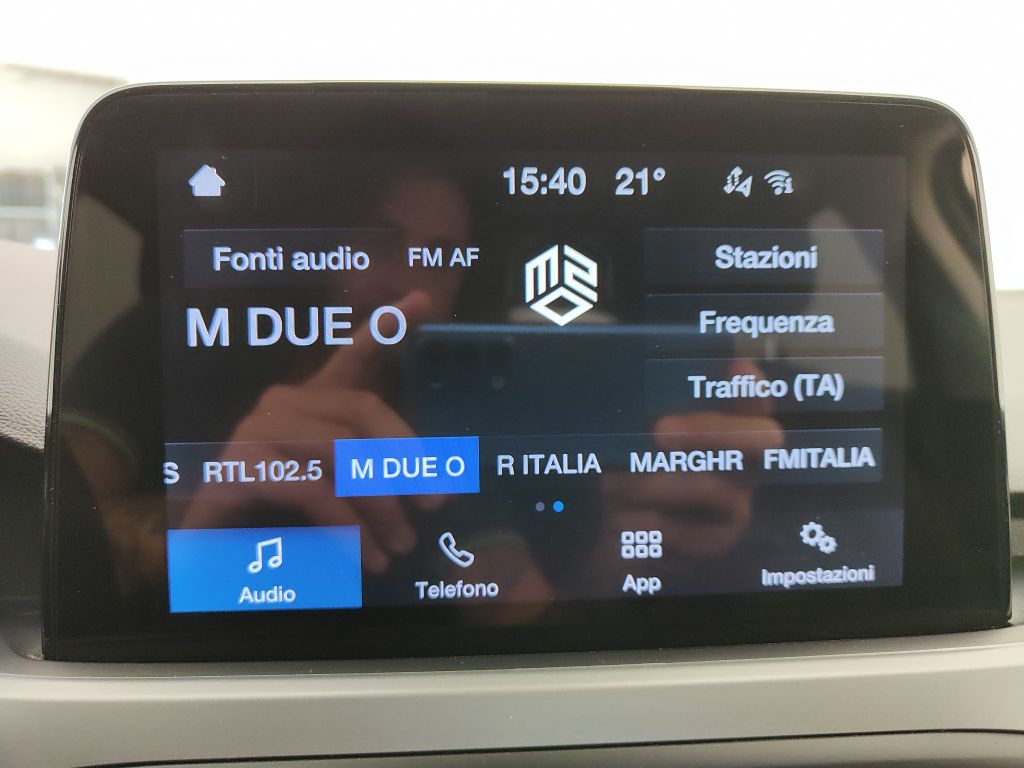 15:40 21°
Fonti audio FM AF
M2O
Stazioni
M DUE O
Frequenza
Traffico (TA)
S RTL102.5 M DUE O R ITALIA MARGHR FMITALIA
Audio Telefono App Impostazioni